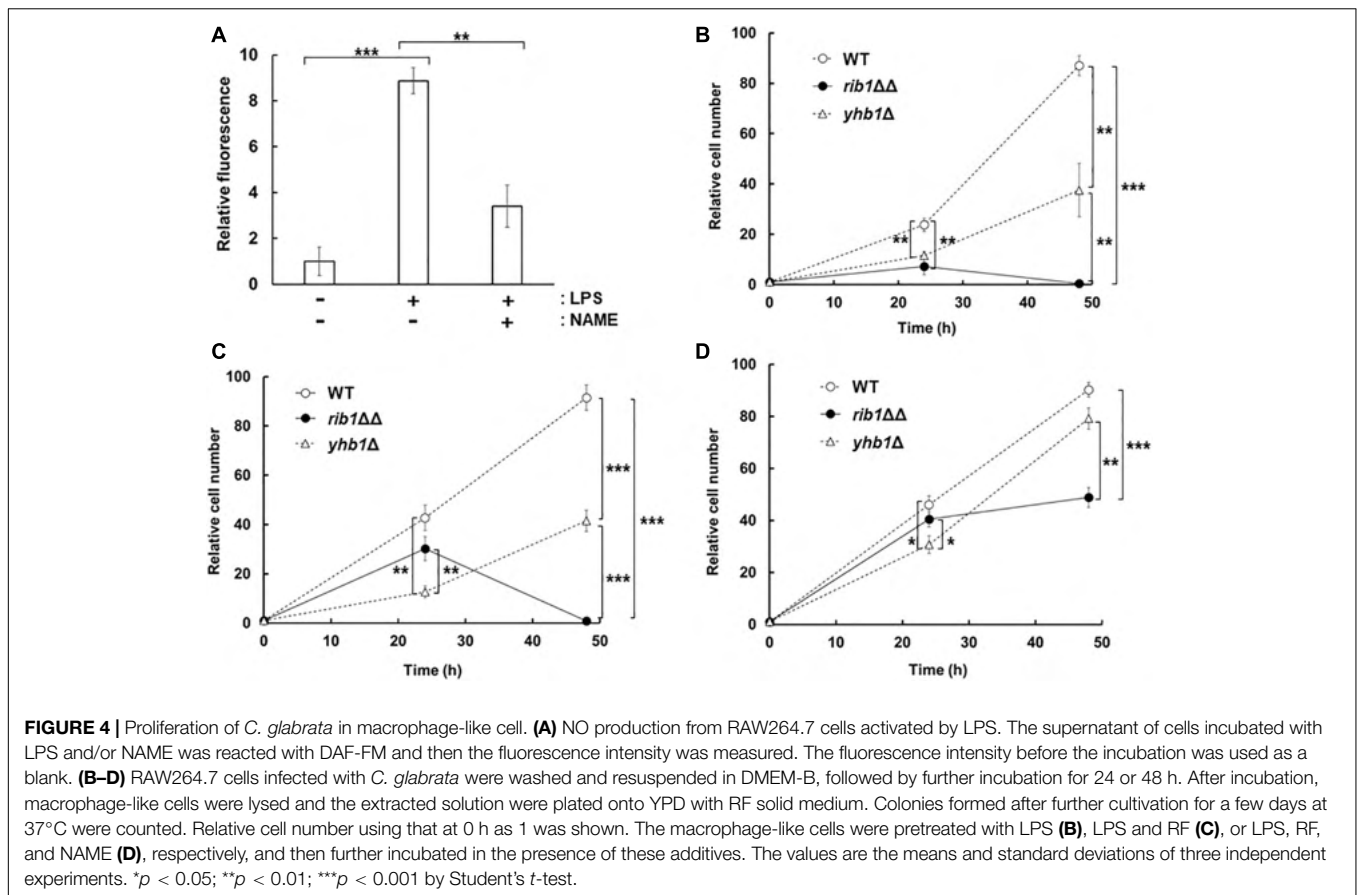 A
***
**
10
8
6
4
2
0
Relative fluorescence
- + + : LPS
- - + : NAME
B
WT
rib1ΔΔ
yhb1Δ
100
80
60
40
20
0
Relative cell number
** **
**
**
***
0 10 20 30 40 50
Time (h)
C
WT
rib1ΔΔ
yhb1Δ
100
80
60
40
20
0
Relative cell number
** **
***
***
***
0 10 20 30 40 50
Time (h)
D
WT
rib1ΔΔ
yhb1Δ
100
80
60
40
20
0
Relative cell number
* *
**
***
0 10 20 30 40 50
Time (h)
FIGURE 4 | Proliferation of C. glabrata in macrophage-like cell. (A) NO production from RAW264.7 cells activated by LPS. The supernatant of cells incubated with
LPS and/or NAME was reacted with DAF-FM and then the fluorescence intensity was measured. The fluorescence intensity before the incubation was used as a
blank. (B–D) RAW264.7 cells infected with C. glabrata were washed and resuspended in DMEM-B, followed by further incubation for 24 or 48 h. After incubation,
macrophage-like cells were lysed and the extracted solution were plated onto YPD with RF solid medium. Colonies formed after further cultivation for a few days at
37°C were counted. Relative cell number using that at 0 h as 1 was shown. The macrophage-like cells were pretreated with LPS (B), LPS and RF (C), or LPS, RF,
and NAME (D), respectively, and then further incubated in the presence of these additives. The values are the means and standard deviations of three independent
experiments. *p < 0.05; **p < 0.01; ***p < 0.001 by Student's t-test.